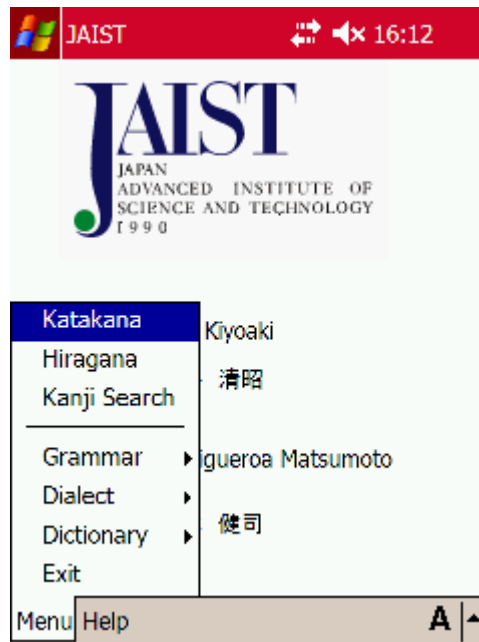 JAIST 16:12
JAIST
JAPAN
ADVANCED INSTITUTE OF
SCIENCE AND TECHNOLOGY
1990
Katakana
Kiyoaki
Hiragana
清昭
Kanji Search
Grammar
igueroa Matsumoto
Dialect
健司
Dictionary
Exit
Menu Help A